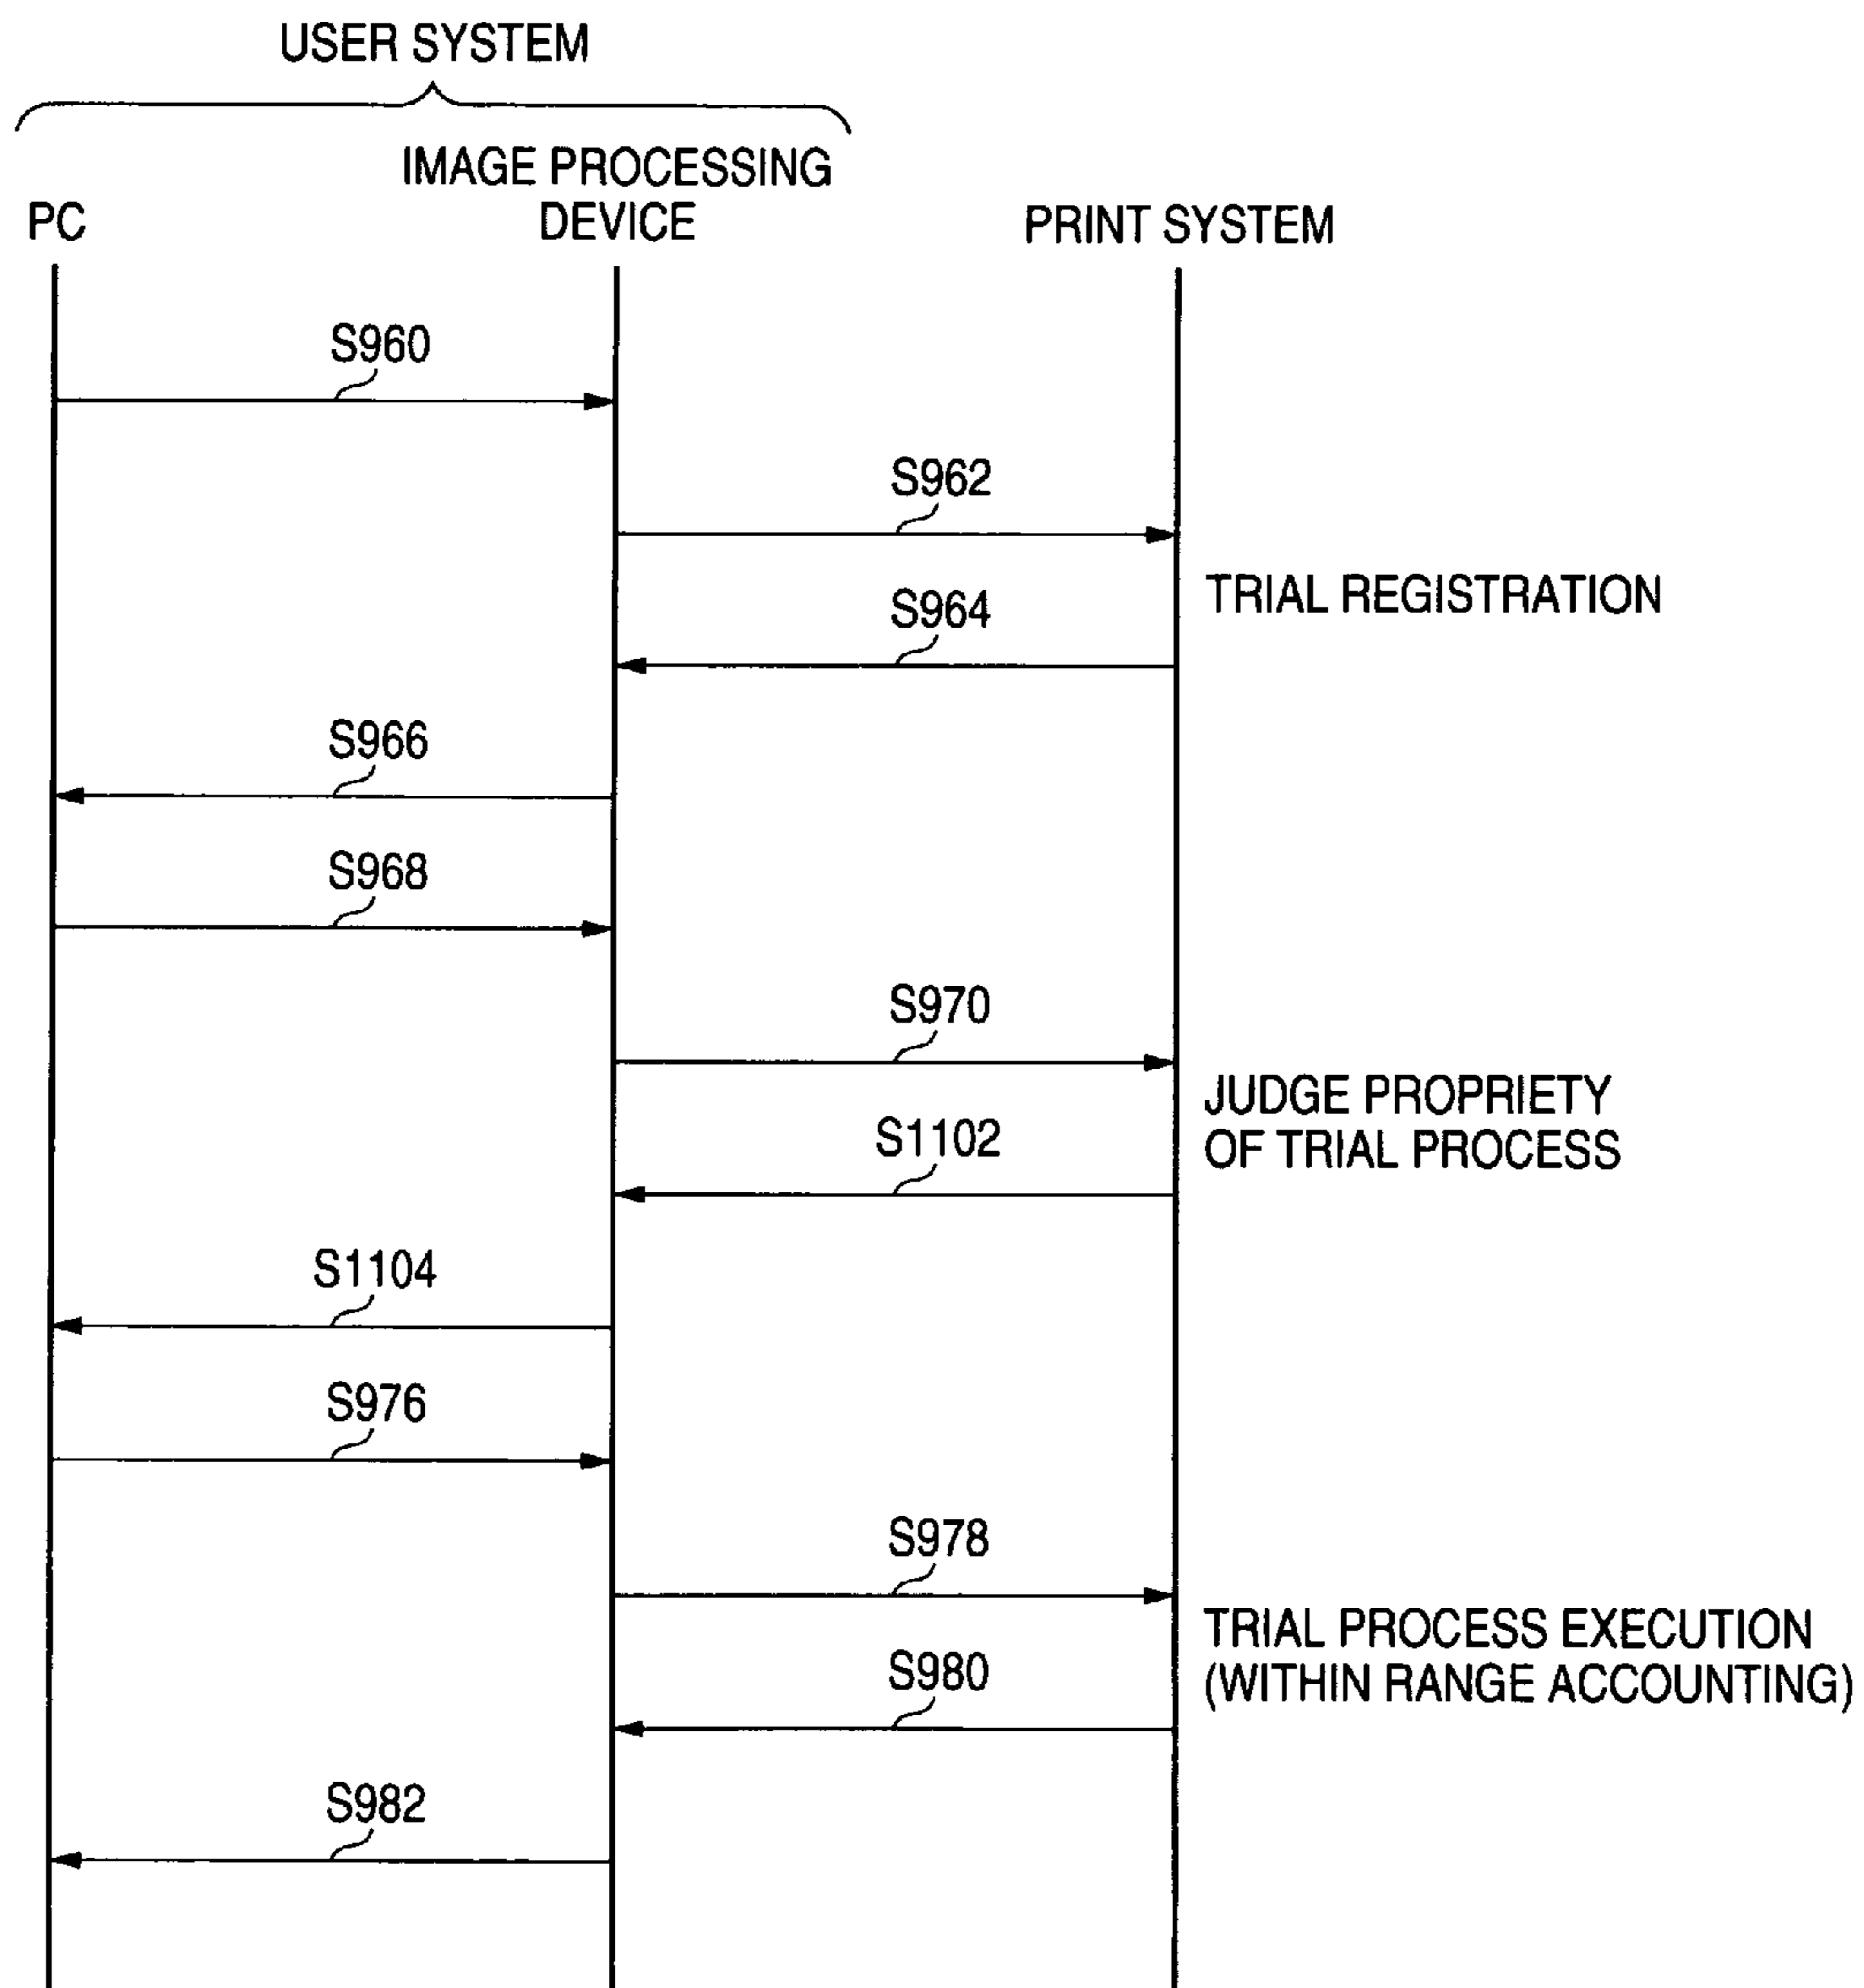 USER SYSTEM
PC
IMAGE PROCESSING
DEVICE
PRINT SYSTEM
S960
S962
TRIAL REGISTRATION
S964
S966
S968
S970
JUDGE PROPRIETY
OF TRIAL PROCESS
S1102
S1104
S976
S978
TRIAL PROCESS EXECUTION
(WITHIN RANGE ACCOUNTING)
S980
S982